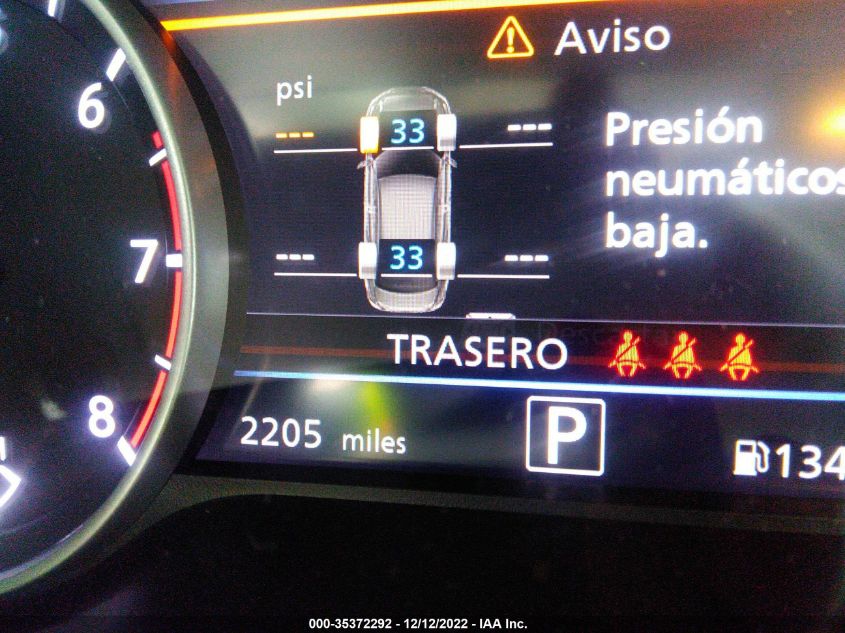 6
7
8
Aviso
psi
--- 33 ---
--- 33 ---
Presión
neumáticos
baja.
TRASERO
2205 miles
P
134
000-35372292 - 12/12/2022 - IAA Inc.